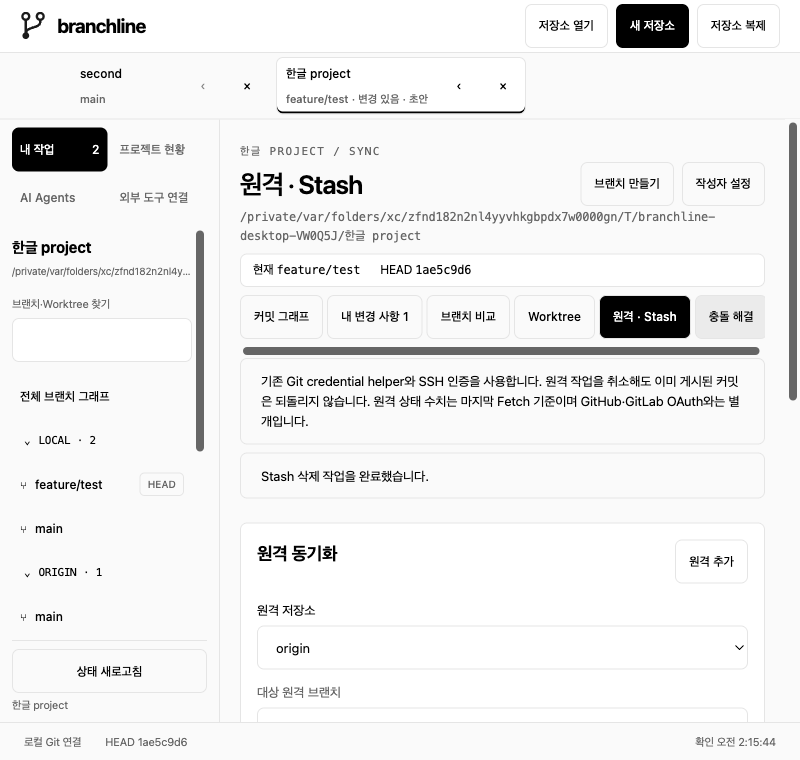 branchline
저장소 열기
새 저장소
저장소 복제
second
main
‹
×
한글 project
feature/test · 변경 있음 · 초안
‹
×
내 작업 2
프로젝트 현황
AI Agents
외부 도구 연결
한글 project
/private/var/folders/xc/zfnd182n2nl4y...
브랜치·Worktree 찾기
전체 브랜치 그래프
LOCAL · 2
feature/test
HEAD
main
ORIGIN · 1
main
상태 새로고침
한글 project
한글 PROJECT / SYNC
원격 · Stash
브랜치 만들기
작성자 설정
/private/var/folders/xc/zfnd182n2nl4yyvhkgbpdx7w0000gn/T/branchline-
desktop-VW0Q5J/한글 project
현재 feature/test HEAD 1ae5c9d6
커밋 그래프
내 변경 사항 1
브랜치 비교
Worktree
원격 · Stash
충돌 해결
기존 Git credential helper와 SSH 인증을 사용합니다. 원격 작업을 취소해도 이미 게시된 커밋
은 되돌리지 않습니다. 원격 상태 수치는 마지막 Fetch 기준이며 GitHub·GitLab OAuth와는 별
개입니다.
Stash 삭제 작업을 완료했습니다.
원격 동기화
원격 추가
원격 저장소
origin
대상 원격 브랜치
로컬 Git 연결
HEAD 1ae5c9d6
확인 오전 2:15:44